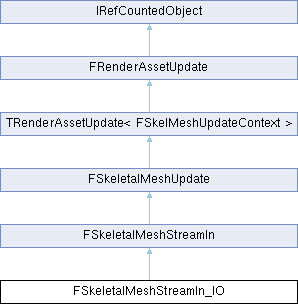 IRefCountedObject
FRenderAssetUpdate
TRenderAssetUpdate< FSkelMeshUpdateContext >
FSkeletalMeshUpdate
FSkeletalMeshStreamIn
FSkeletalMeshStreamIn_IO